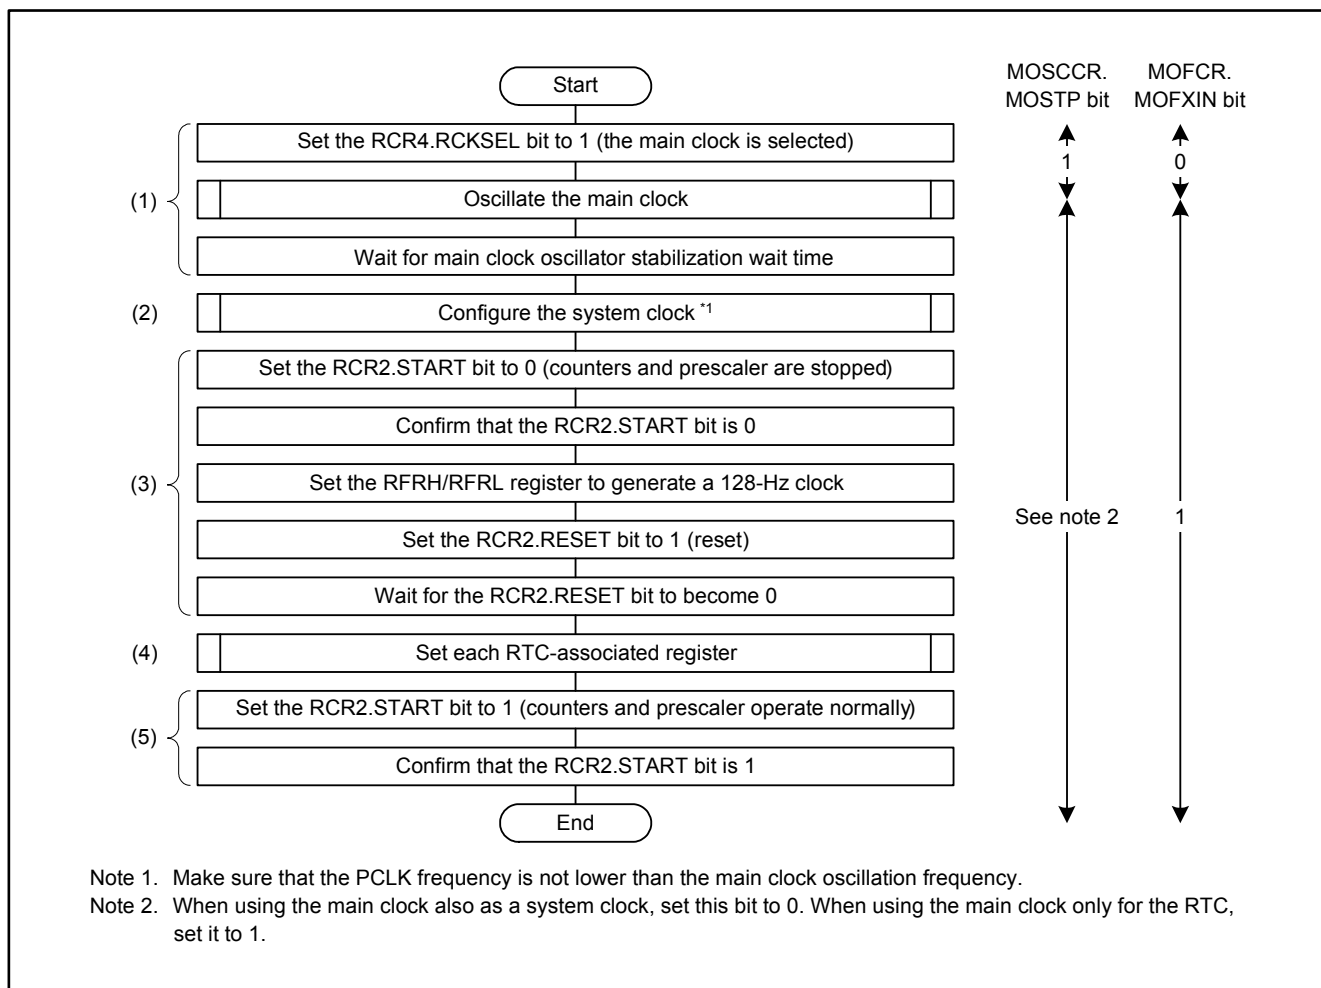 Start
MOSCCR.
MOSTP bit
MOFCR.
MOFXIN bit
Set the RCR4.RCKSEL bit to 1 (the main clock is selected)
1
0
(1)
Oscillate the main clock
Wait for main clock oscillator stabilization wait time
(2)
Configure the system clock *1
Set the RCR2.START bit to 0 (counters and prescaler are stopped)
Confirm that the RCR2.START bit is 0
(3)
Set the RFRH/RFRL register to generate a 128-Hz clock
See note 2
1
Set the RCR2.RESET bit to 1 (reset)
Wait for the RCR2.RESET bit to become 0
(4)
Set each RTC-associated register
Set the RCR2.START bit to 1 (counters and prescaler operate normally)
(5)
Confirm that the RCR2.START bit is 1
End
Note 1. Make sure that the PCLK frequency is not lower than the main clock oscillation frequency.
Note 2. When using the main clock also as a system clock, set this bit to 0. When using the main clock only for the RTC,
set it to 1.